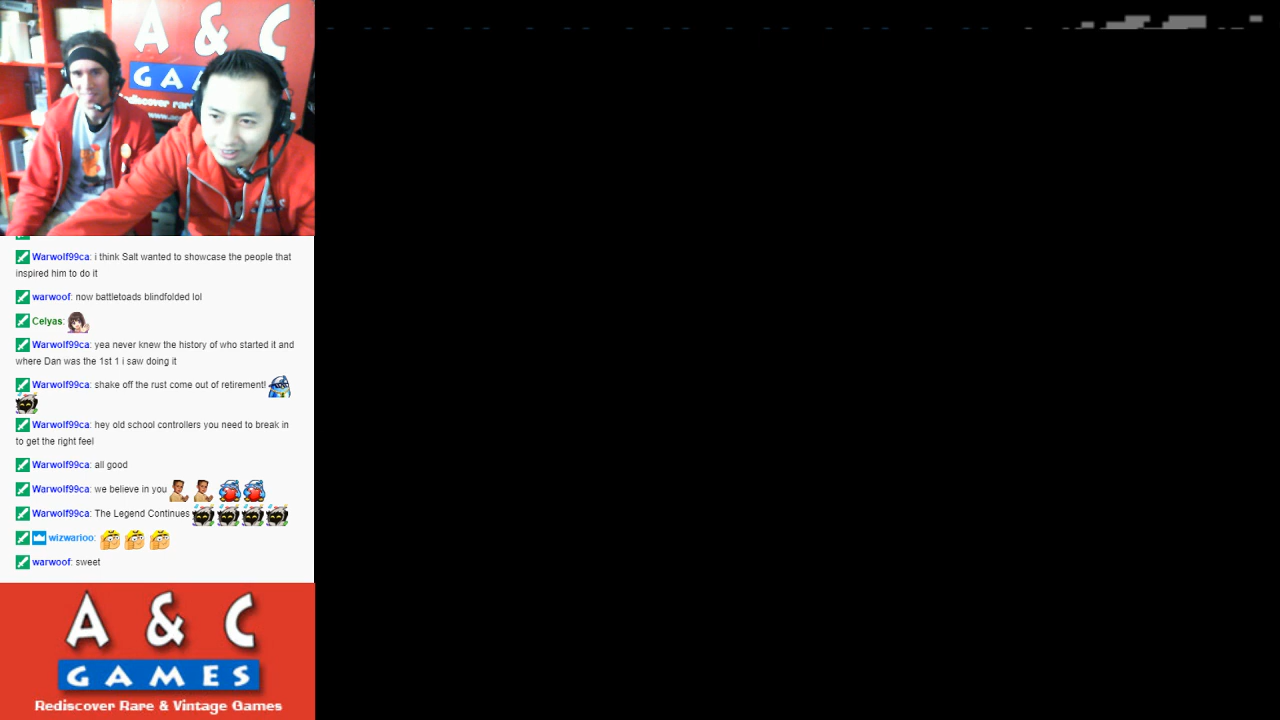 A & C
GA
ediscover rar
www.a
Warwolf99ca: i think Salt wanted to showcase the people that
inspired him to do it
warwoof: now battletoads blindfolded lol
Celyas:
Warwolf99ca: yea never knew the history of who started it and
where Dan was the 1st 1 i saw doing it
Warwolf99ca: shake off the rust come out of retirement!
Warwolf99ca: hey old school controllers you need to break in
to get the right feel
Warwolf99ca: all good
Warwolf99ca: we believe in you
Warwolf99ca: The Legend Continues
wizwarioo:
warwoof: sweet
A & C
GAMES
Rediscover Rare & Vintage Games